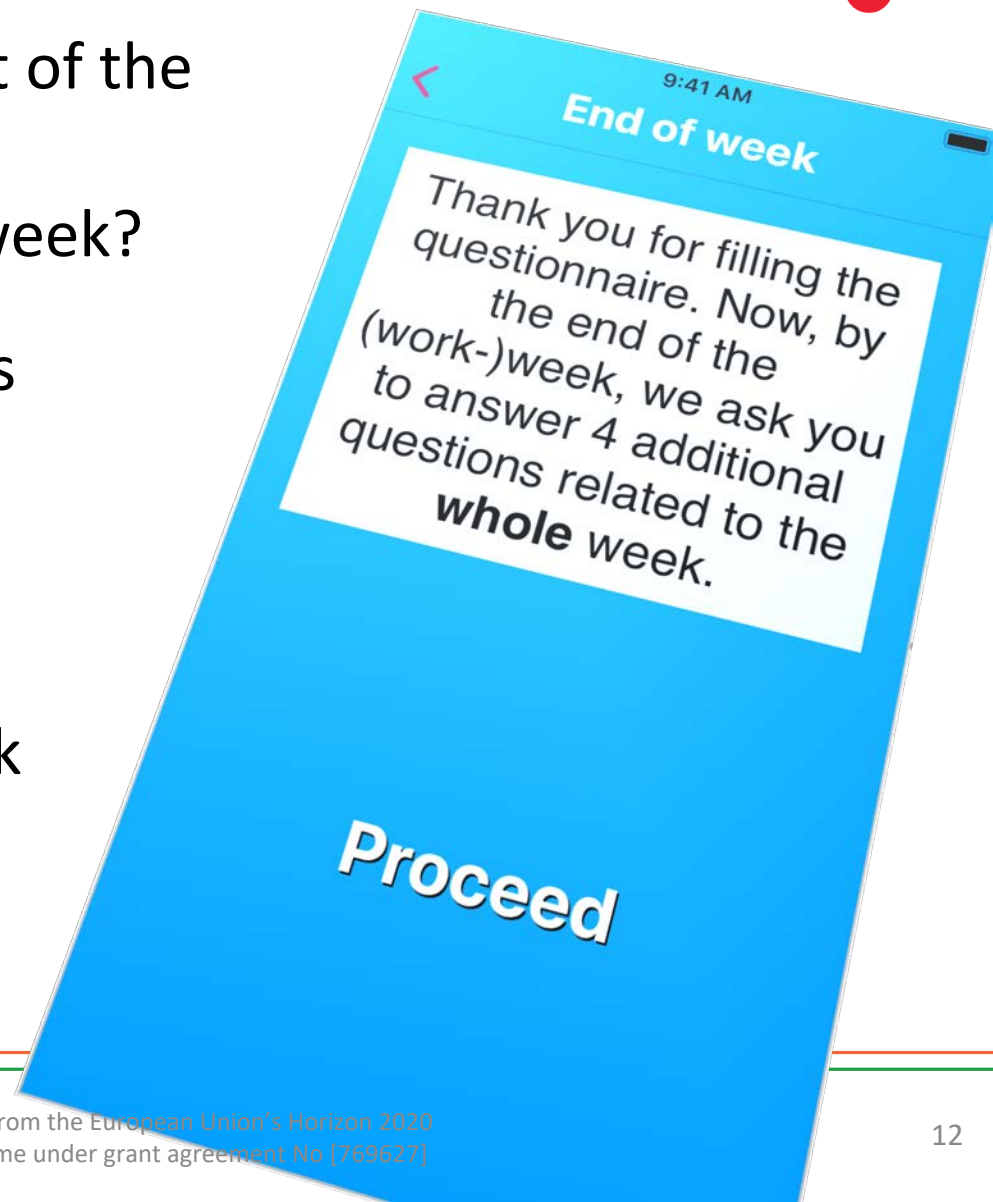 t of the
week?
s
k
9:41 AM
End of week
Thank you for filling the
questionnaire. Now, by
the end of the
(work-)week, we ask you
to answer 4 additional
questions related to the
whole week.
Proceed
rom the European Union's Horizon 2020
me under grant agreement No [769627]
12